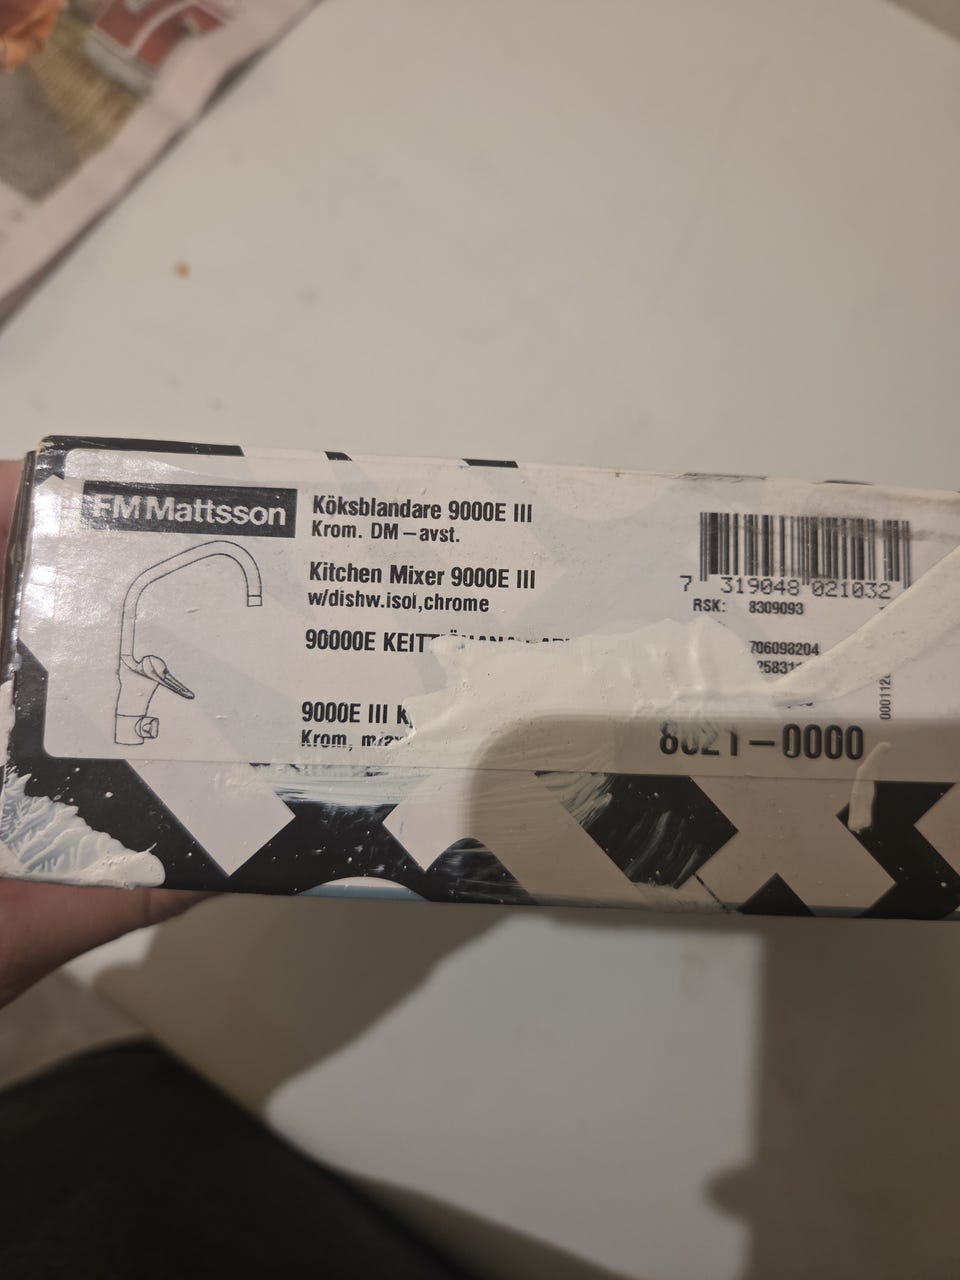 FM Mattsson
Köksblandare 9000E III
Krom. DM-avst.
Kitchen Mixer 9000E III
w/dishw.isol,chrome
90000E
9000E III
Krom,
7 319048 021032
RSK: 8309093
706098204
8021-0000